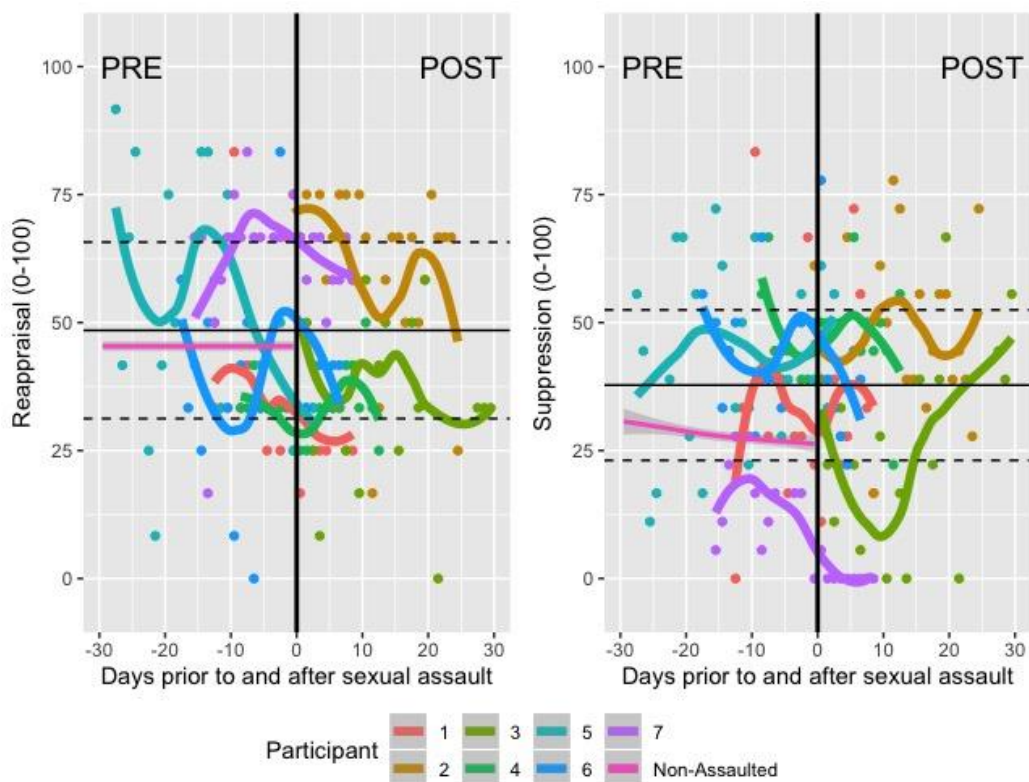 PRE POST
100
75
50
25
0
Reappraisal (0-100)
-30 -20 -10 0 10 20 30
Days prior to and after sexual assault
PRE POST
100
75
50
25
0
Suppression (0-100)
-30 -20 -10 0 10 20 30
Days prior to and after sexual assault
Participant
1 3 5 7
2 4 6 Non-Assaulted